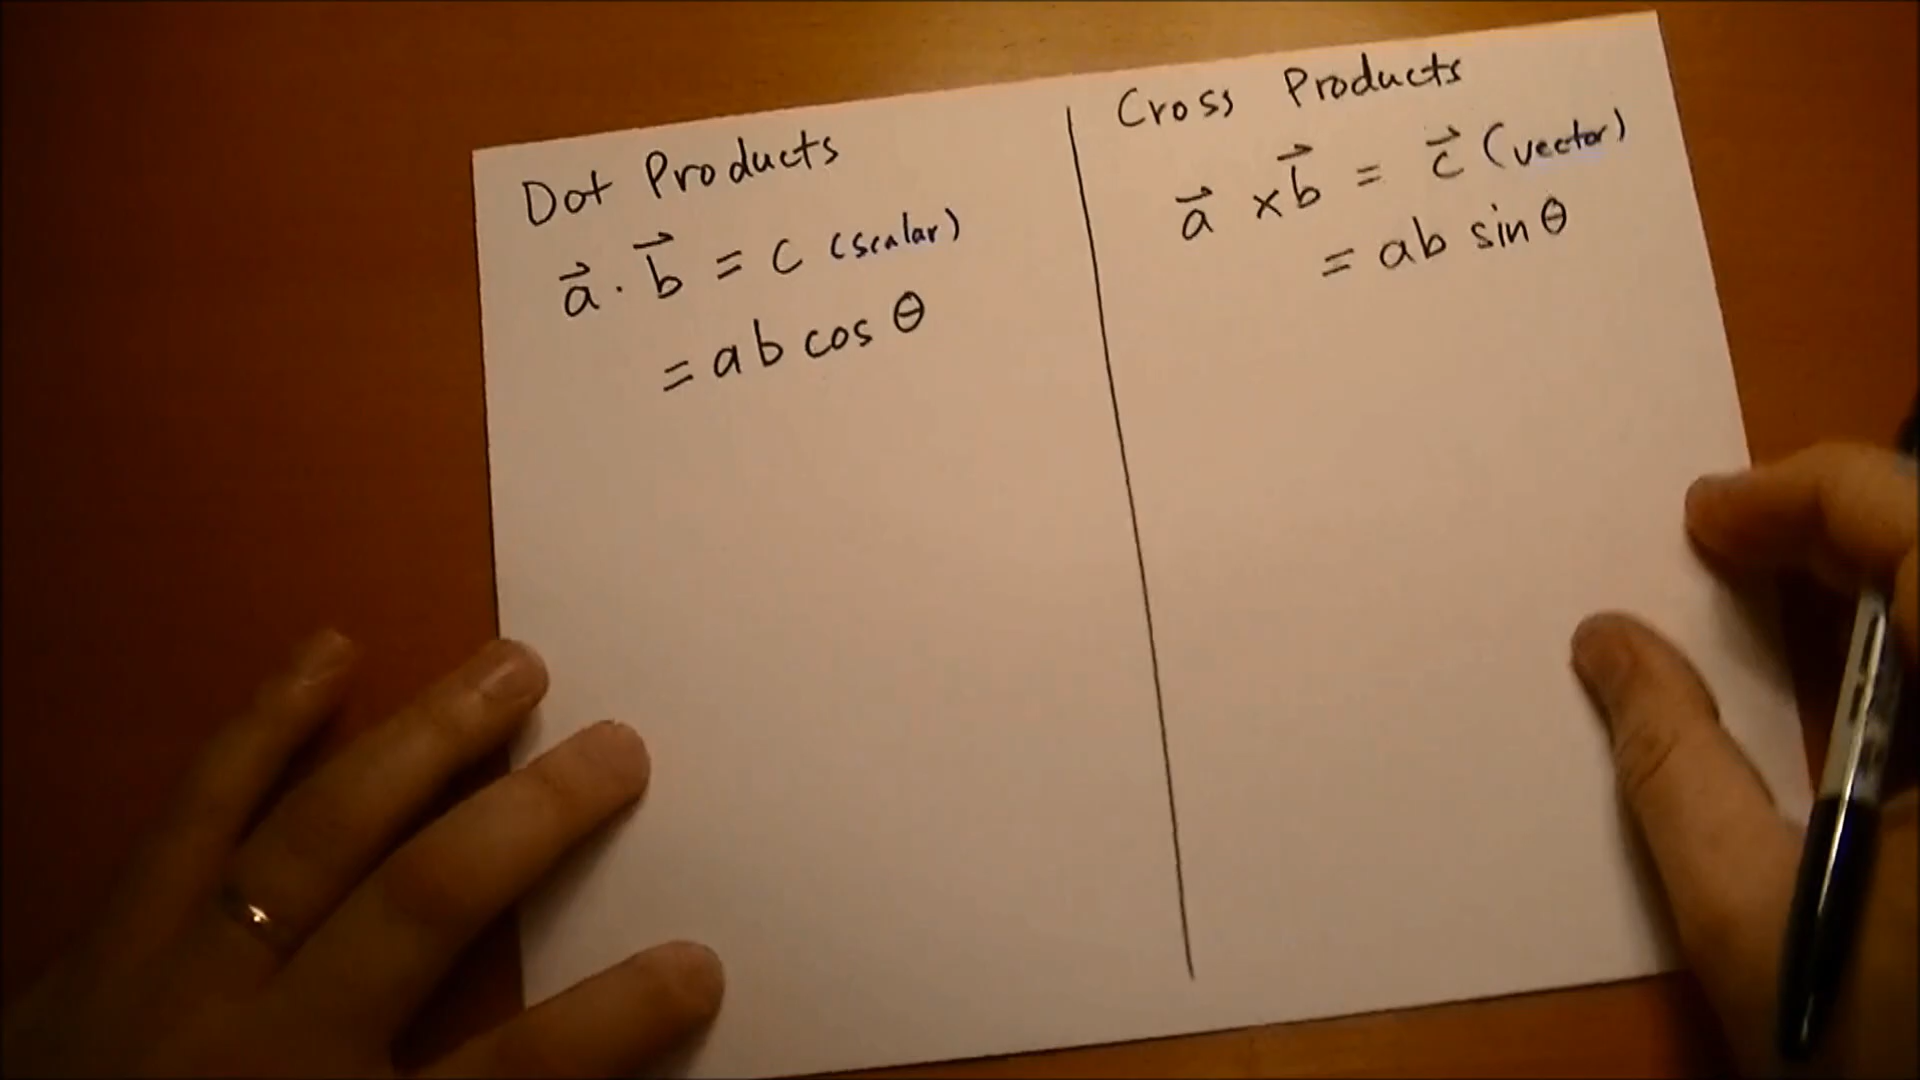 Dot Products
a⃗ · b⃗ = c (scalar)
= ab cos θ
Cross Products
a⃗ × b⃗ = c⃗ (vector)
= ab sin θ